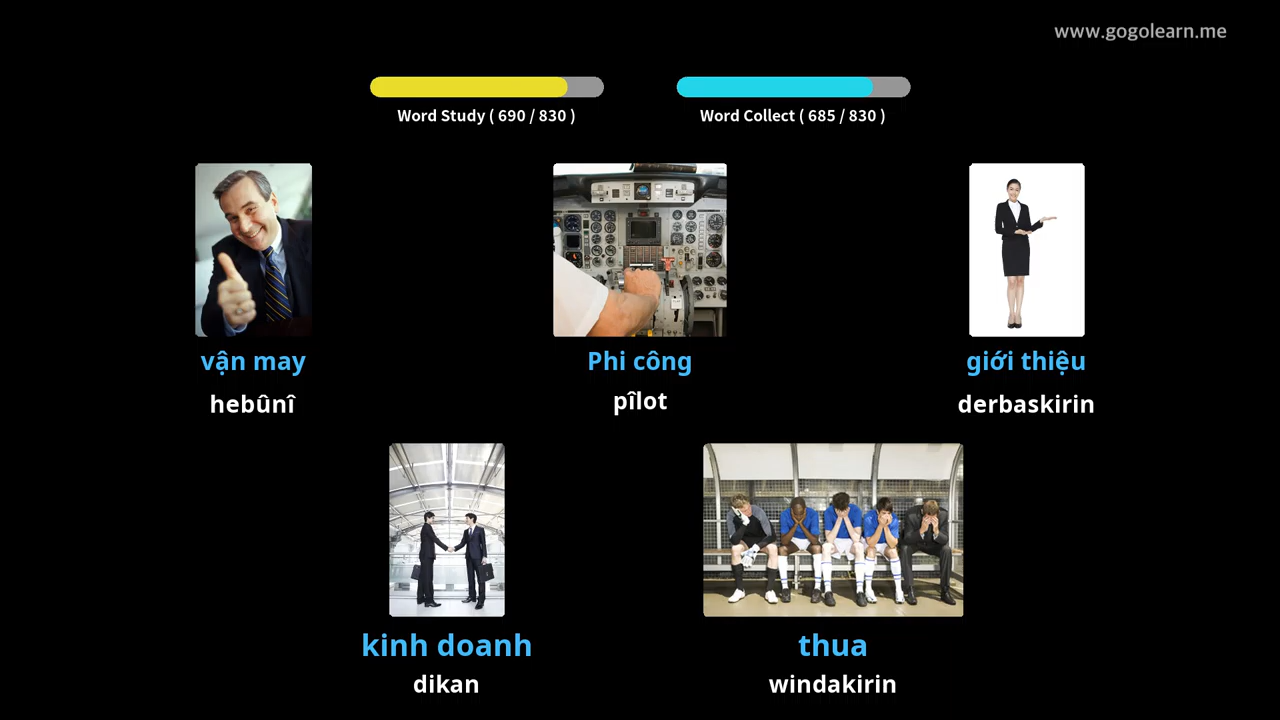 www.gogolearn.me
Word Study ( 690 / 830 )
Word Collect ( 685 / 830 )
vận may
hebûnî
Phi công
pîlot
giới thiệu
derbaskirin
kinh doanh
dikan
thua
windakirin